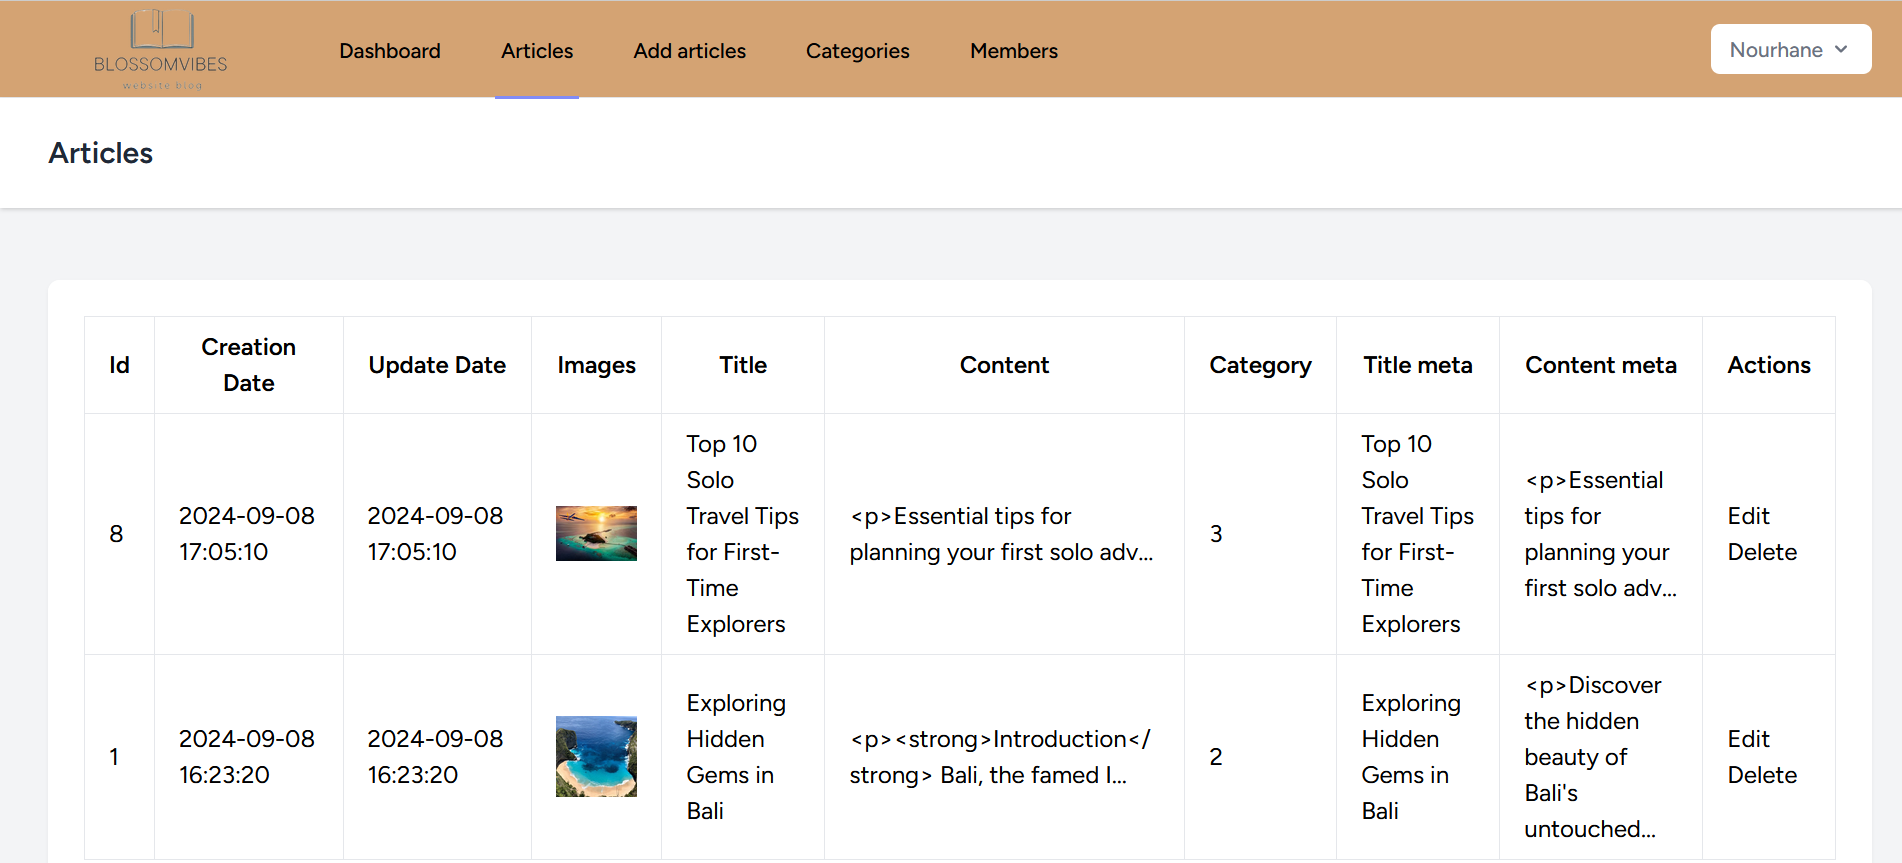 BLOSSOMVIBES
website blog
Dashboard
Articles
Add articles
Categories
Members
Nourhane
Articles
Id
Creation
Date
Update Date
Images
Title
Content
Category
Title meta
Content meta
Actions
8
2024-09-08
17:05:10
2024-09-08
17:05:10
Top 10
Solo
Travel Tips
for First-
Time
Explorers
<p>Essential tips for
planning your first solo adv...
3
Top 10
Solo
Travel Tips
for First-
Time
Explorers
<p>Essential
tips for
planning your
first solo adv...
Edit
Delete
1
2024-09-08
16:23:20
2024-09-08
16:23:20
Exploring
Hidden
Gems in
Bali
<p><strong>Introduction</
strong> Bali, the famed I...
2
Exploring
Hidden
Gems in
Bali
<p>Discover
the hidden
beauty of
Bali's
untouched...
Edit
Delete